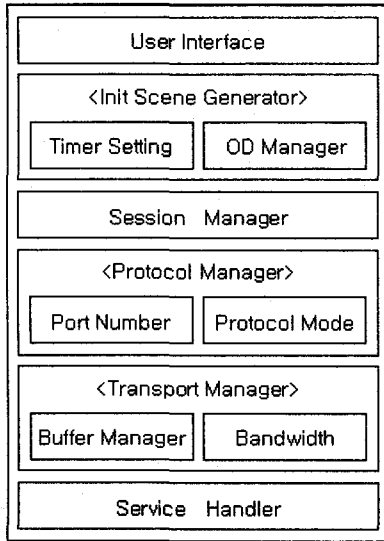 User Interface
<Init Scene Generator>
Timer Setting
OD Manager
Session Manager
<Protocol Manager>
Port Number
Protocol Mode
<Transport Manager>
Buffer Manager
Bandwidth
Service Handler